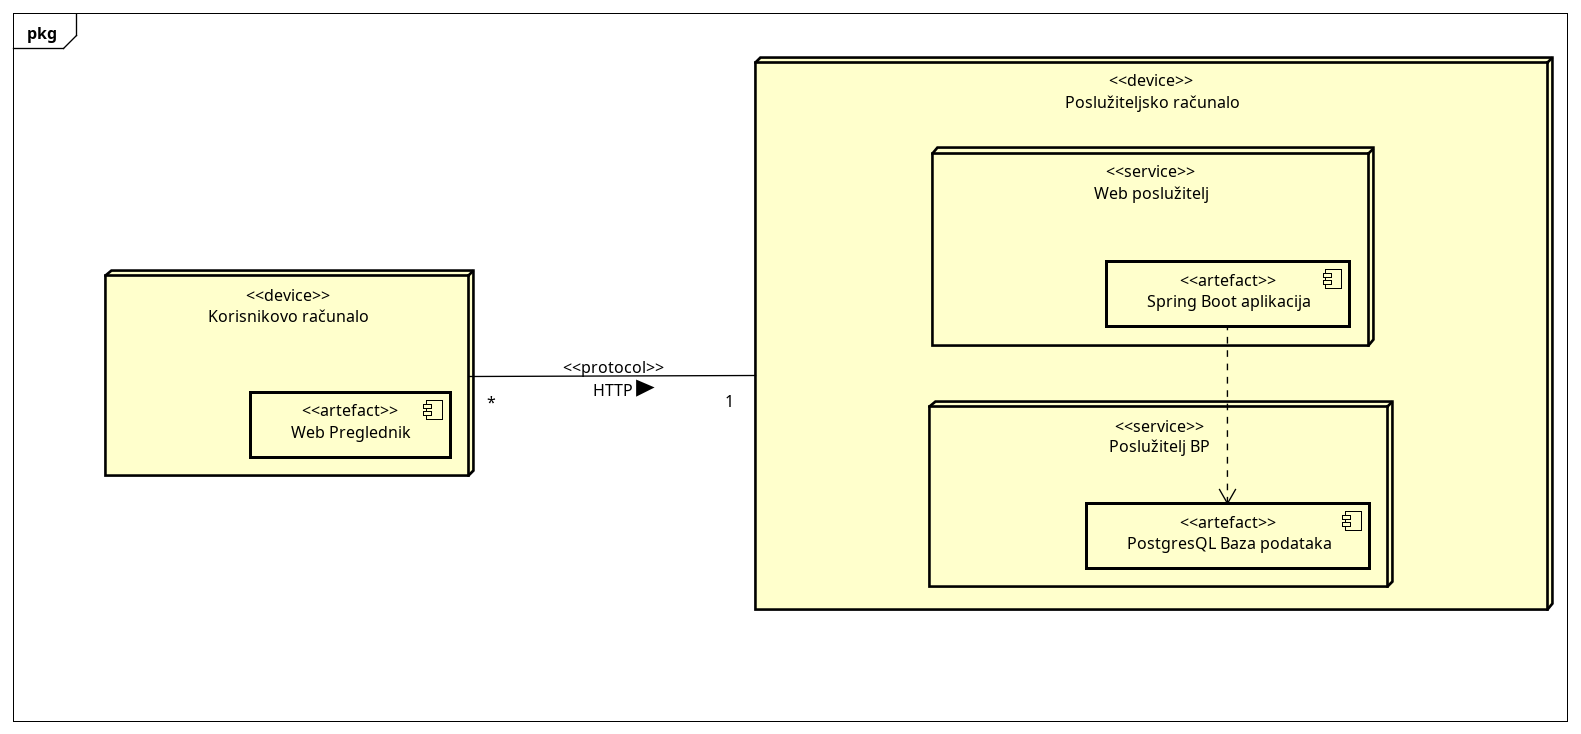 pkg
<<device>>
Poslužiteljsko računalo
<<service>>
Web poslužitelj
<<artefact>>
Spring Boot aplikacija
<<device>>
Korisnikovo računalo
<<artefact>>
Web Preglednik
<<protocol>>
HTTP
*
1
<<service>>
Poslužitelj BP
<<artefact>>
PostgresQL Baza podataka